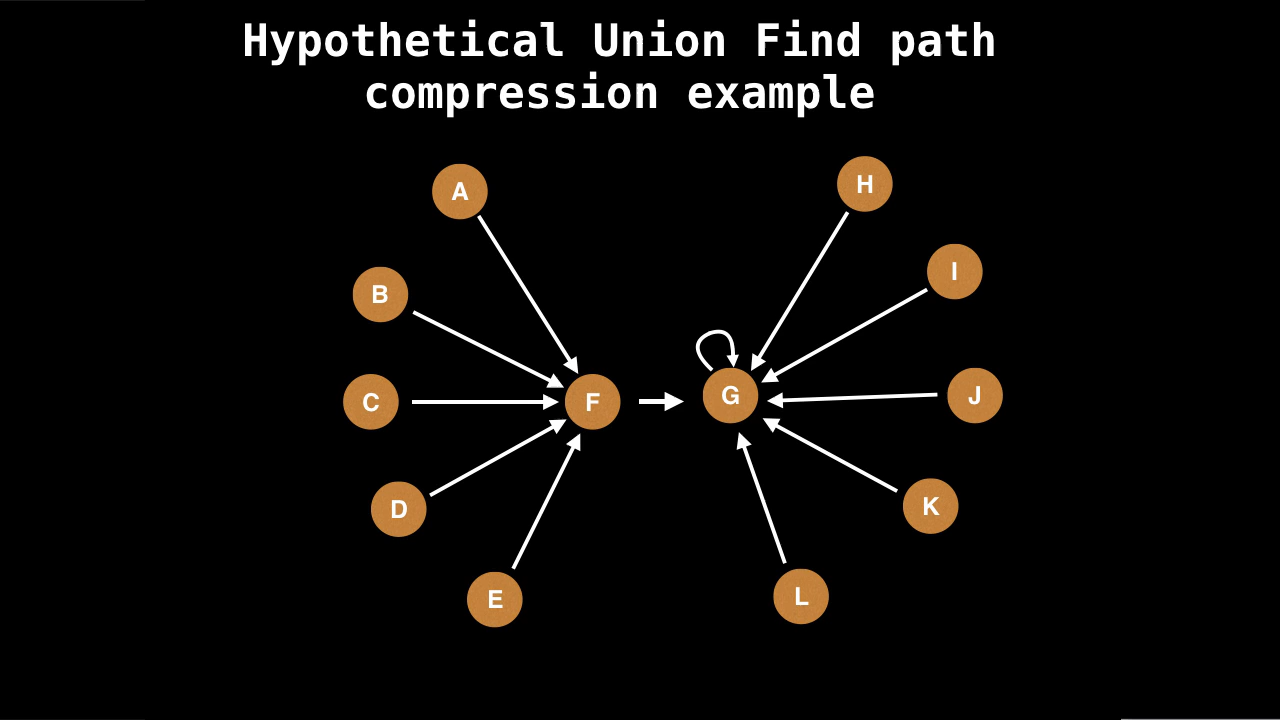 Hypothetical Union Find path
compression example
A
H
B
I
C
F
G
J
D
K
E
L